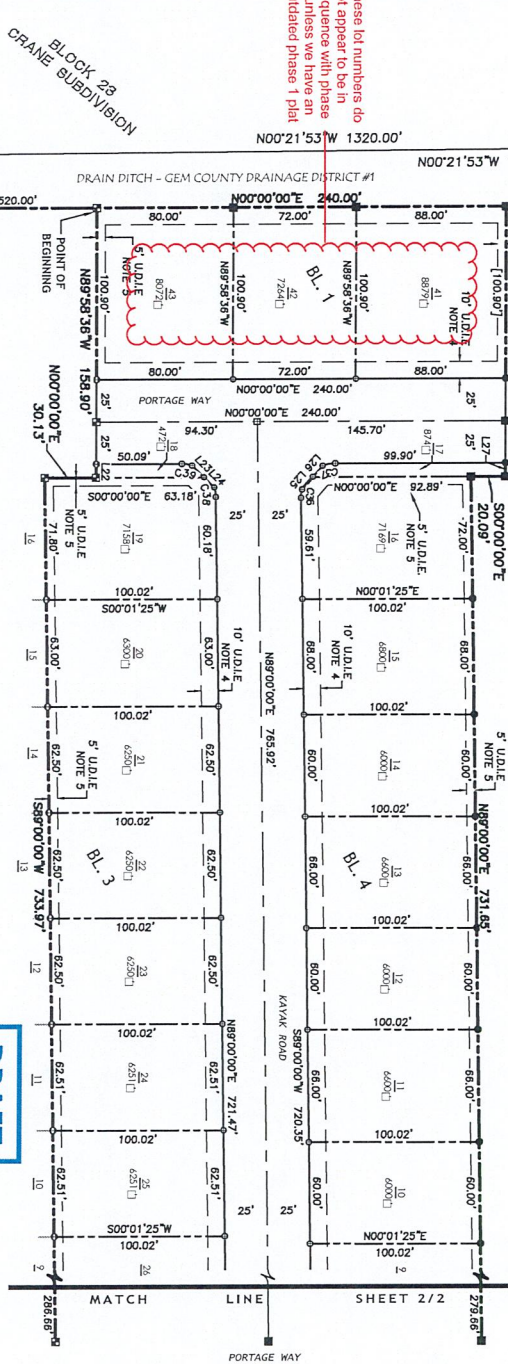 BLOCK 23
CRANE SUBDIVISION
hese lot numbers do
ot appear to be in
quence with phase
unless we have an
tdated phase 1 plat
N00°21'53"W 1320.00'
N00°21'53"W
DRAIN DITCH - GEM COUNTY DRAINAGE DISTRICT #1
520.00'
N00°00'00"E 240.00'
80.00'
72.00'
88.00'
POINT OF
BEGINNING
5' U.D.I.E
NOTE 5
100.90'
43
8072□
N89°58'36"W
100.90'
42
7264□
BL. 1
N89°58'36"W
100.90'
41
8879□
10' U.D.I.E
NOTE 4
[100.90']
N89°58'36"W 158.90'
80.00'
72.00'
88.00'
N00°00'00"E 240.00'
25'
PORTAGE WAY
25'
N00°00'00"E 240.00'
94.30'
145.70'
25'
25'
N00°00'00"E
30.13'
L22
50.09'
18
472□
C39
L23
L24
C38
L26
L25
C37
C36
99.90'
17
874□
L27
S00°00'00"E
20.09'
S00°00'00"E 63.18'
N00°00'00"E 92.89'
5' U.D.I.E
NOTE 5
5' U.D.I.E.
NOTE 5
16
71.80'
19
7158□
60.18'
25'
25'
59.61'
16
7169□
72.00'
100.02'
S00°01'25"W
N00°01'25"E
100.02'
15
63.00'
20
6300□
63.00'
10' U.D.I.E
NOTE 4
10' U.D.I.E
NOTE 4
68.00'
15
6800□
68.00'
100.02'
100.02'
14
62.50'
5' U.D.I.E
NOTE 5
21
6250□
62.50'
N89°00'00"E 765.92'
60.00'
14
6000□
60.00'
5' U.D.I.E
NOTE 5
100.02'
100.02'
13
S89°00'00"W 733.97'
62.50'
22
6250□
BL. 3
62.50'
66.00'
BL. 4
13
6600□
66.00'
N89°00'00"E 731.65'
100.02'
100.02'
12
62.50'
23
6250□
62.50'
KAYAK ROAD
60.00'
12
6000□
60.00'
100.02'
100.02'
11
62.51'
24
6251□
62.51'
N89°00'00"E 721.47'
S89°00'00"W 720.35'
66.00'
11
6600□
66.00'
100.02'
100.02'
10
62.51'
25
6251□
62.51'
25'
25'
60.00'
10
6000□
60.00'
S00°01'25"W
100.02'
N00°01'25"E
100.02'
9
26
9
286.66'
MATCH LINE SHEET 2/2
279.66'
PORTAGE WAY